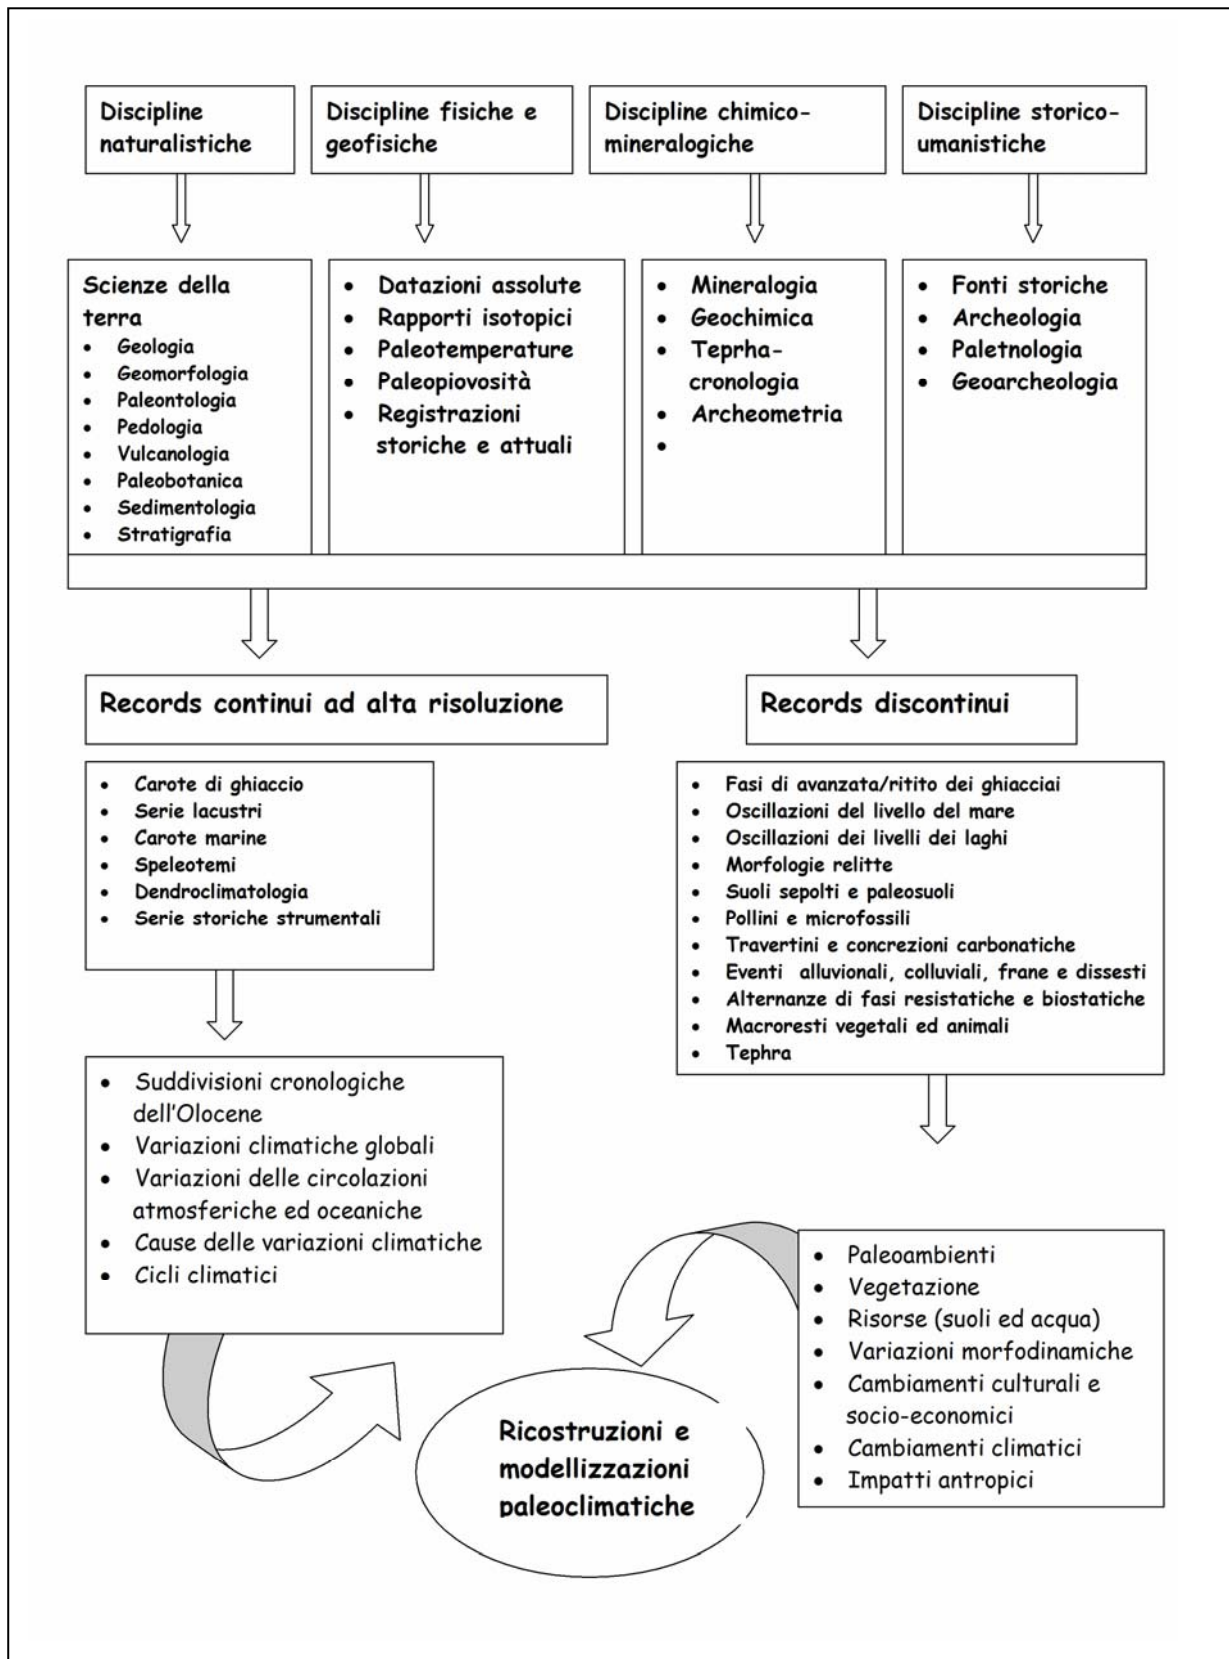 Discipline
naturalistiche
Discipline fisiche e
geofisiche
Discipline chimico-
mineralogiche
Discipline storico-
umanistiche
Scienze della
terra
• Geologia
• Geomorfologia
• Paleontologia
• Pedologia
• Vulcanologia
• Paleobotanica
• Sedimentologia
• Stratigrafia
• Datazioni assolute
• Rapporti isotopici
• Paleotemperature
• Paleopiovosità
• Registrazioni
storiche e attuali
• Mineralogia
• Geochimica
• Teprha-
cronologia
• Archeometria
•
• Fonti storiche
• Archeologia
• Paletnologia
• Geoarcheologia
Records continui ad alta risoluzione
Records discontinui
• Carote di ghiaccio
• Serie lacustri
• Carote marine
• Speleotemi
• Dendroclimatologia
• Serie storiche strumentali
• Fasi di avanzata/ritito dei ghiacciai
• Oscillazioni del livello del mare
• Oscillazioni dei livelli dei laghi
• Morfologie relitte
• Suoli sepolti e paleosuoli
• Pollini e microfossili
• Travertini e concrezioni carbonatiche
• Eventi alluvionali, colluviali, frane e dissesti
• Alternanze di fasi resistatiche e biostatiche
• Macroresti vegetali ed animali
• Tephra
• Suddivisioni cronologiche
dell'Olocene
• Variazioni climatiche globali
• Variazioni delle circolazioni
atmosferiche ed oceaniche
• Cause delle variazioni climatiche
• Cicli climatici
• Paleoambienti
• Vegetazione
• Risorse (suoli ed acqua)
• Variazioni morfodinamiche
• Cambiamenti culturali e
socio-economici
• Cambiamenti climatici
• Impatti antropici
Ricostruzioni e
modellizzazioni
paleoclimatiche